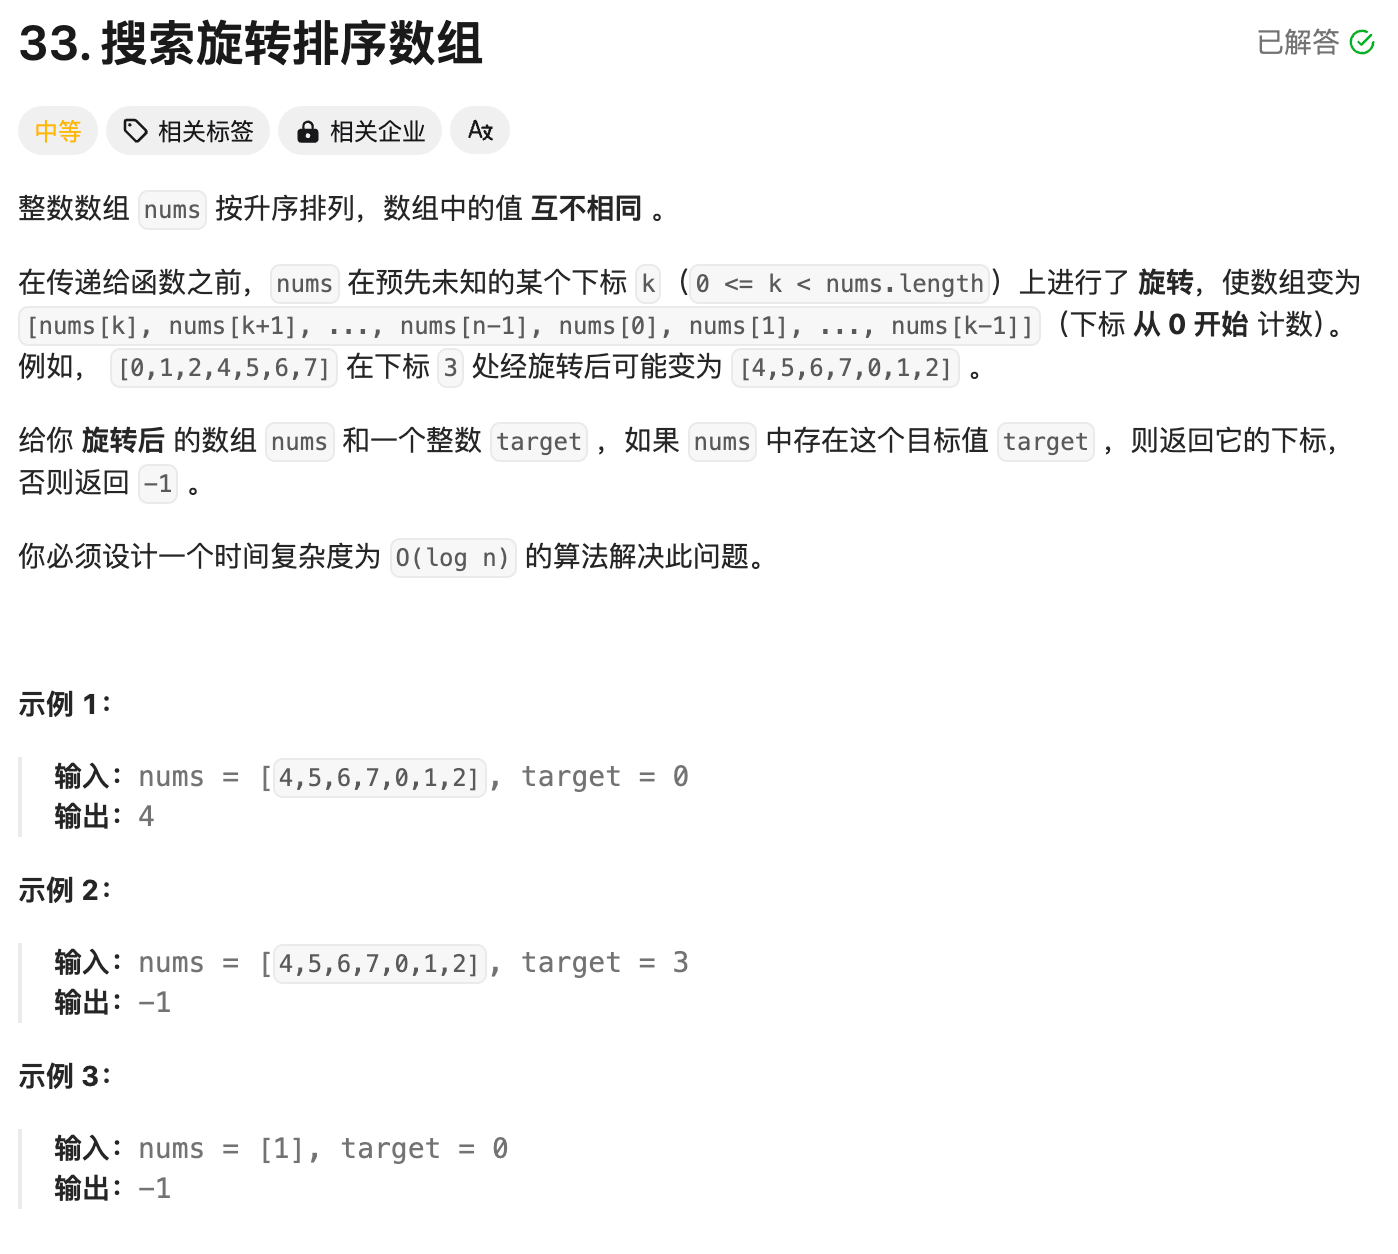 33. 搜索旋转排序数组
已解答
中等
相关标签
相关企业
整数数组 nums 按升序排列，数组中的值 互不相同 。
在传递给函数之前，nums 在预先未知的某个下标 k（0 <= k < nums.length）上进行了 旋转，使数组变为
[nums[k], nums[k+1], ..., nums[n-1], nums[0], nums[1], ..., nums[k-1]]（下标 从 0 开始 计数）。
例如， [0,1,2,4,5,6,7] 在下标 3 处经旋转后可能变为 [4,5,6,7,0,1,2] 。
给你 旋转后 的数组 nums 和一个整数 target ，如果 nums 中存在这个目标值 target ，则返回它的下标，
否则返回 -1 。
你必须设计一个时间复杂度为 O(log n) 的算法解决此问题。
示例 1：
输入：nums = [4,5,6,7,0,1,2], target = 0
输出：4
示例 2：
输入：nums = [4,5,6,7,0,1,2], target = 3
输出：-1
示例 3：
输入：nums = [1], target = 0
输出：-1